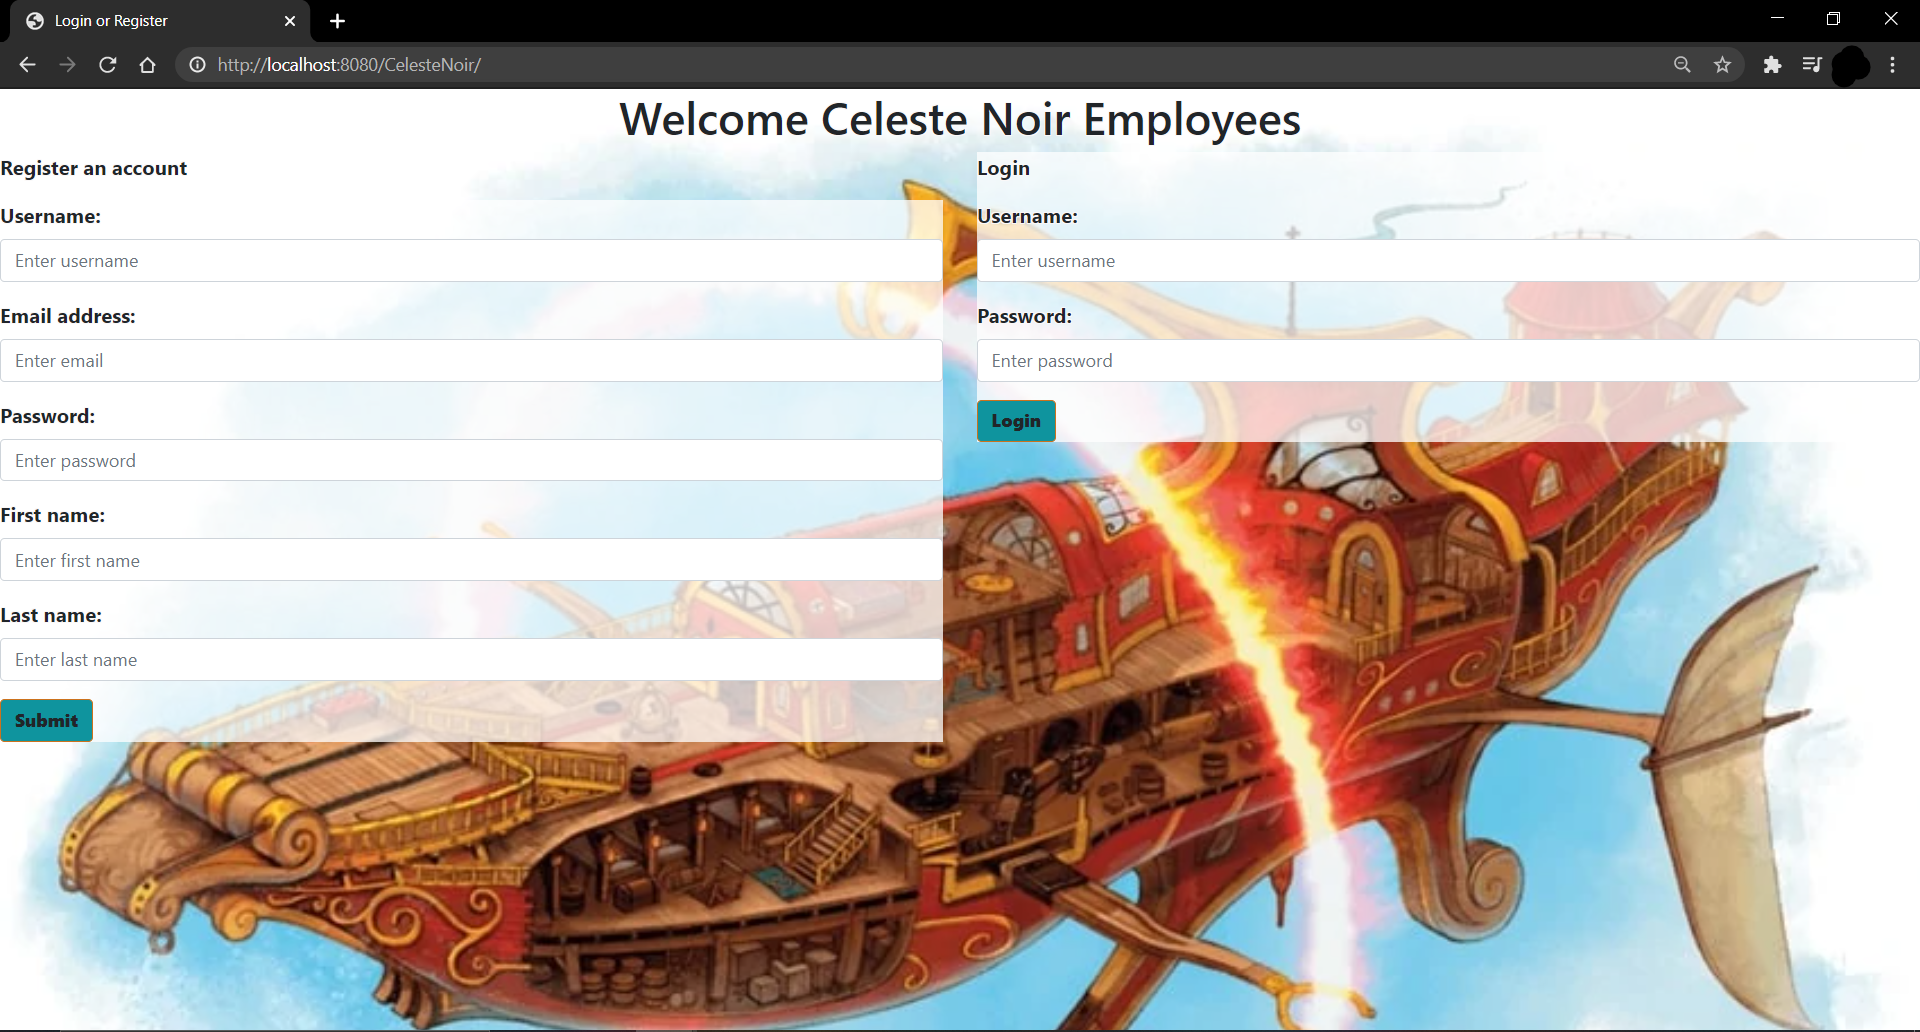 Login or Register
http://localhost:8080/CelesteNoir/
Welcome Celeste Noir Employees
Register an account
Username:
Enter username
Email address:
Enter email
Password:
Enter password
First name:
Enter first name
Last name:
Enter last name
Submit
Login
Username:
Enter username
Password:
Enter password
Login